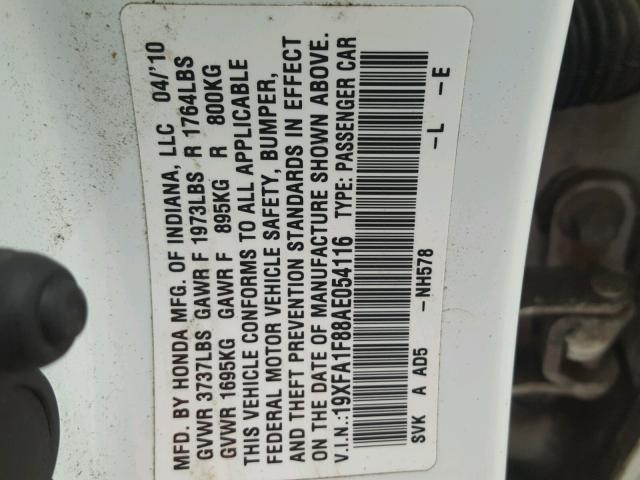 MFD. BY HONDA MFG. OF INDIANA, LLC 04/'10
GVWR 3737LBS GAWR F 1973LBS R 1764LBS
GVWR 1695KG GAWR F 895KG R 800KG
THIS VEHICLE CONFORMS TO ALL APPLICABLE
FEDERAL MOTOR VEHICLE SAFETY, BUMPER,
AND THEFT PREVENTION STANDARDS IN EFFECT
ON THE DATE OF MANUFACTURE SHOWN ABOVE.
V.I.N.:19XFA1F88AE054116 TYPE: PASSENGER CAR
SVK A AD5 -NH578 -L -E